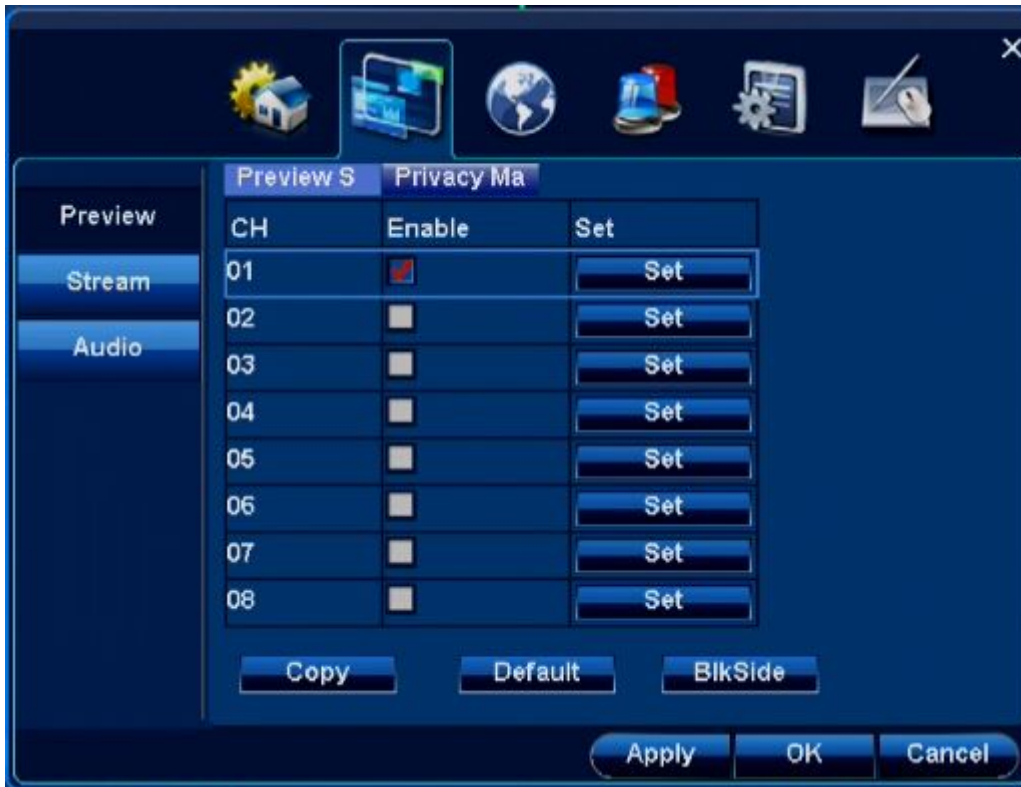 Preview S Privacy Ma
Preview
Stream
Audio
CH Enable Set
01 Set
02 Set
03 Set
04 Set
05 Set
06 Set
07 Set
08 Set
Copy Default BlkSide
Apply OK Cancel